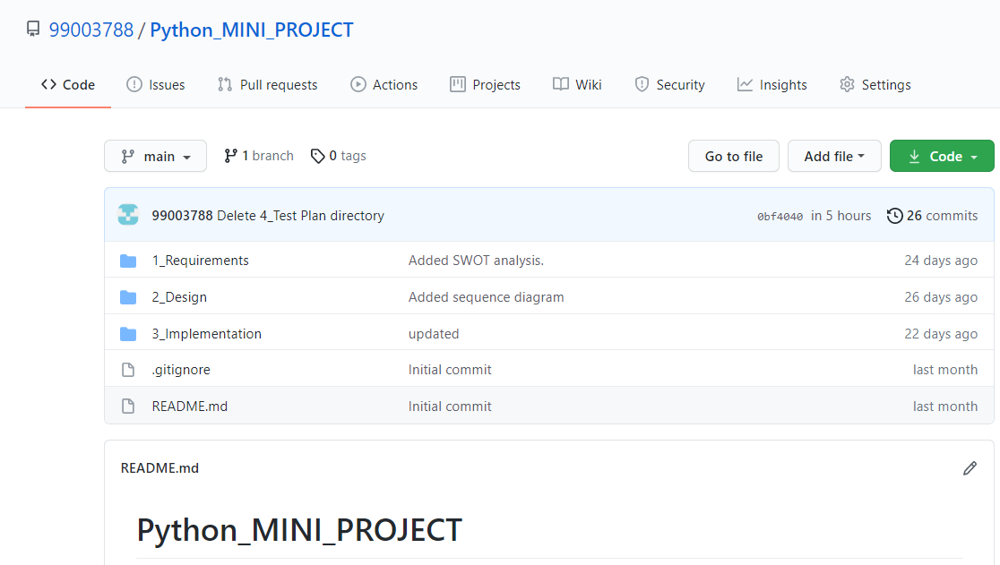 99003788 / Python_MINI_PROJECT
Code Issues Pull requests Actions Projects Wiki Security Insights Settings
main 1 branch 0 tags Go to file Add file Code
99003788 Delete 4_Test Plan directory 0bf4040 in 5 hours 26 commits
1_Requirements Added SWOT analysis. 24 days ago
2_Design Added sequence diagram 26 days ago
3_Implementation updated 22 days ago
.gitignore Initial commit last month
README.md Initial commit last month
README.md
Python_MINI_PROJECT